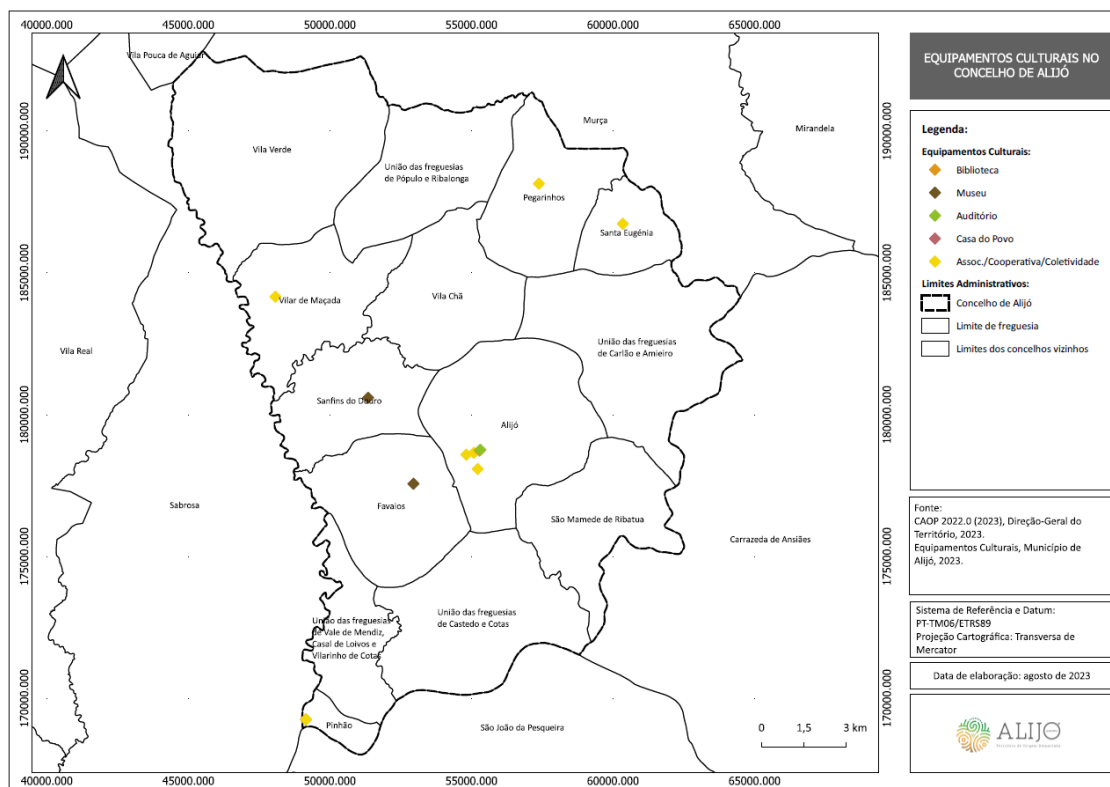 40000.000 45000.000 50000.000 55000.000 60000.000 65000.000
190000.000
185000.000
180000.000
175000.000
170000.000
190000.000
185000.000
180000.000
175000.000
170000.000
Vila Pouca de Aguiar
Murça
Mirandela
Vila Verde
União das freguesias
de Pópulo e Ribalonga
Pegarinhos
Santa Eugénia
Vilar de Maçada
Vila Chã
União das freguesias
de Carlão e Amieiro
Vila Real
Sanfins do Douro
Alijó
Sabrosa
Favaios
São Mamede de Ribatua
Carrazeda de Ansiães
União das freguesias
de Vale de Mendiz,
Casal de Loivos e
Vilarinho de Cotas
União das freguesias
de Castedo e Cotas
Pinhão
São João da Pesqueira
0 1,5 3 km
40000.000 45000.000 50000.000 55000.000 60000.000 65000.000
EQUIPAMENTOS CULTURAIS NO
CONCELHO DE ALIJÓ
Legenda:
Equipamentos Culturais:
Biblioteca
Museu
Auditório
Casa do Povo
Assoc./Cooperativa/Coletividade
Limites Administrativos:
Concelho de Alijó
Limite de freguesia
Limites dos concelhos vizinhos
Fonte:
CAOP 2022.0 (2023), Direção-Geral do
Território, 2023.
Equipamentos Culturais, Município de
Alijó, 2023.
Sistema de Referência e Datum:
PT-TM06/ETRS89
Projeção Cartográfica: Transversa de
Mercator
Data de elaboração: agosto de 2023
ALIJÓ